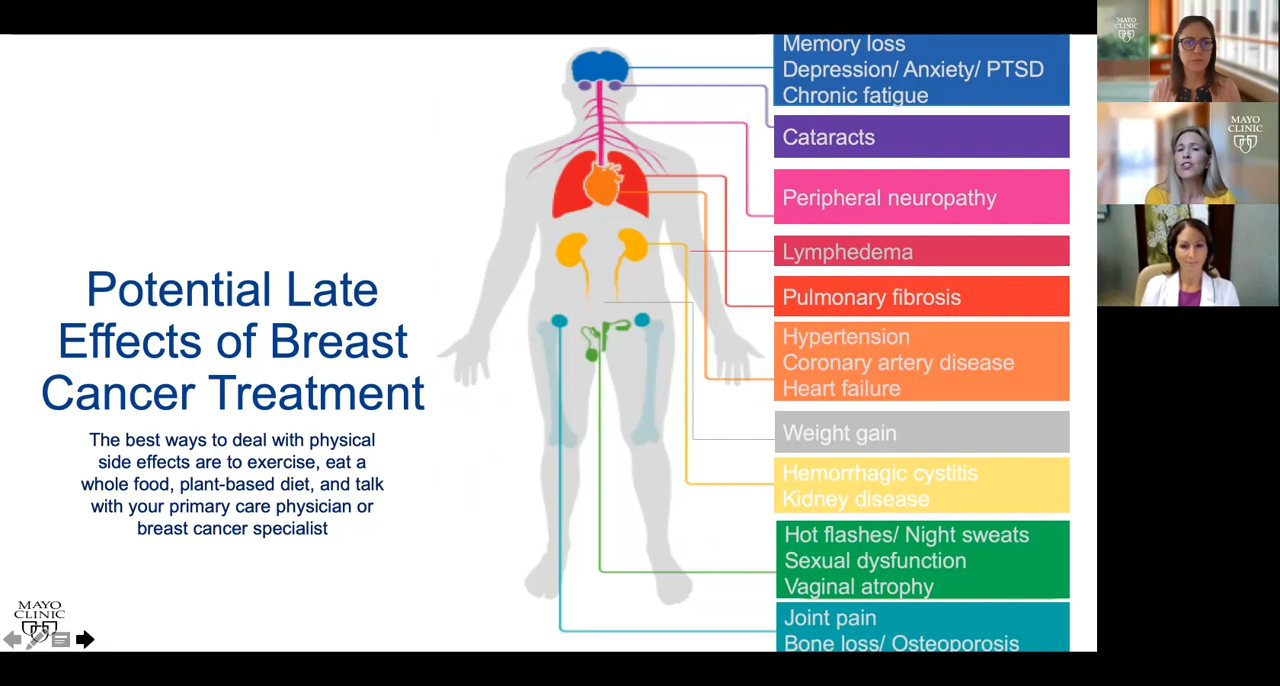 Potential Late
Effects of Breast
Cancer Treatment
The best ways to deal with physical
side effects are to exercise, eat a
whole food, plant-based diet, and talk
with your primary care physician or
breast cancer specialist
MAYO
CLINIC
Memory loss
Depression/ Anxiety/ PTSD
Chronic fatigue
Cataracts
Peripheral neuropathy
Lymphedema
Pulmonary fibrosis
Hypertension
Coronary artery disease
Heart failure
Weight gain
Hemorrhagic cystitis
Kidney disease
Hot flashes/ Night sweats
Sexual dysfunction
Vaginal atrophy
Joint pain
Bone loss/ Osteoporosis
MAYO
CLINIC
MAYO
CLINIC